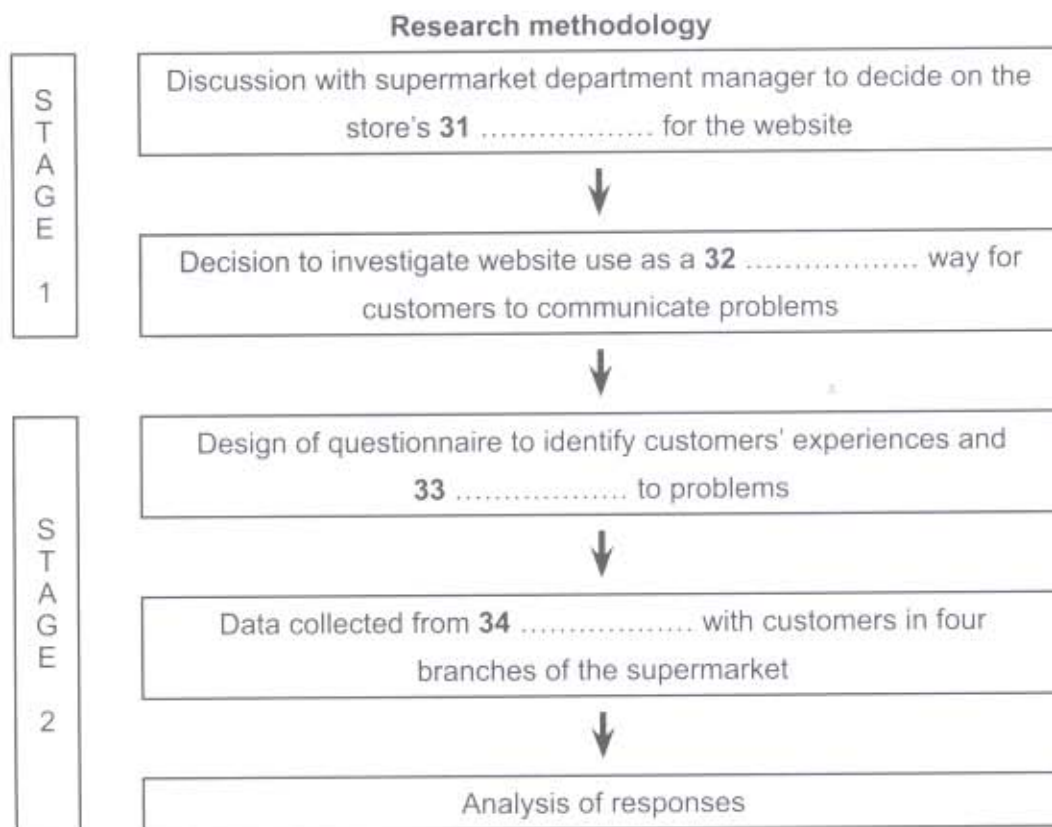 Research methodology
STAGE 1
Discussion with supermarket department manager to decide on the
store's 31 .................. for the website
Decision to investigate website use as a 32 .................. way for
customers to communicate problems
STAGE 2
Design of questionnaire to identify customers' experiences and
33 .................. to problems
Data collected from 34 .................. with customers in four
branches of the supermarket
Analysis of responses